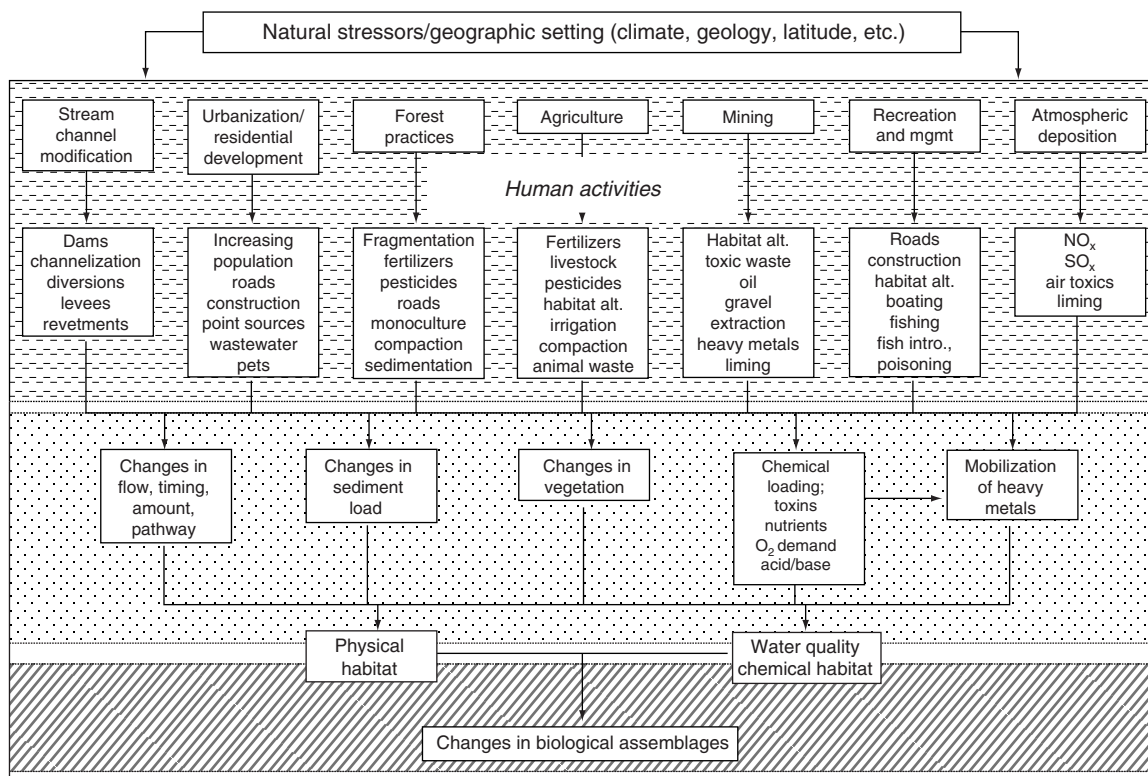 Natural stressors/geographic setting (climate, geology, latitude, etc.)
Stream
channel
modification
Urbanization/
residential
development
Forest
practices
Agriculture
Mining
Recreation
and mgmt
Atmospheric
deposition
Human activities
Dams
channelization
diversions
levees
revetments
Increasing
population
roads
construction
point sources
wastewater
pets
Fragmentation
fertilizers
pesticides
roads
monoculture
compaction
sedimentation
Fertilizers
livestock
pesticides
habitat alt.
irrigation
compaction
animal waste
Habitat alt.
toxic waste
oil
gravel
extraction
heavy metals
liming
Roads
construction
habitat alt.
boating
fishing
fish intro.,
poisoning
NOx
SOx
air toxics
liming
Changes in
flow, timing,
amount,
pathway
Changes in
sediment
load
Changes in
vegetation
Chemical
loading;
toxins
nutrients
O2 demand
acid/base
Mobilization
of heavy
metals
Physical
habitat
Water quality
chemical habitat
Changes in biological assemblages